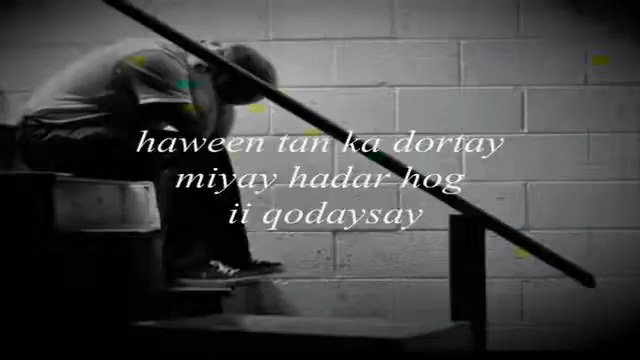 haween tan ka dortay
miyay hadar hog
ii qodaysay